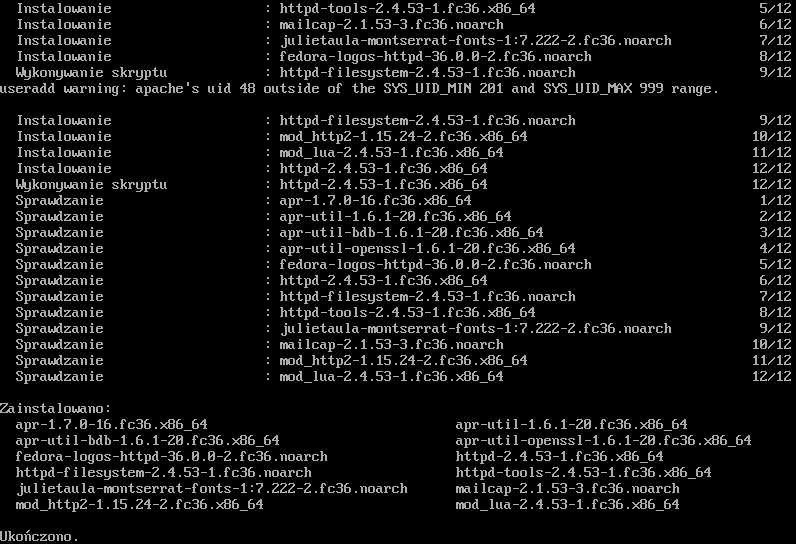 Instalowanie : httpd-tools-2.4.53-1.fc36.x86_64 5/12
Instalowanie : mailcap-2.1.53-3.fc36.noarch 6/12
Instalowanie : julietaula-montserrat-fonts-1:7.222-2.fc36.noarch 7/12
Instalowanie : fedora-logos-httpd-36.0.0-2.fc36.noarch 8/12
Wykonywanie skryptu : httpd-filesystem-2.4.53-1.fc36.noarch 9/12
useradd warning: apache's uid 48 outside of the SYS_UID_MIN 201 and SYS_UID_MAX 999 range.
Instalowanie : httpd-filesystem-2.4.53-1.fc36.noarch 9/12
Instalowanie : mod_http2-1.15.24-2.fc36.x86_64 10/12
Instalowanie : mod_lua-2.4.53-1.fc36.x86_64 11/12
Instalowanie : httpd-2.4.53-1.fc36.x86_64 12/12
Wykonywanie skryptu : httpd-2.4.53-1.fc36.x86_64 12/12
Sprawdzanie : apr-1.7.0-16.fc36.x86_64 1/12
Sprawdzanie : apr-util-1.6.1-20.fc36.x86_64 2/12
Sprawdzanie : apr-util-bdb-1.6.1-20.fc36.x86_64 3/12
Sprawdzanie : apr-util-openssl-1.6.1-20.fc36.x86_64 4/12
Sprawdzanie : fedora-logos-httpd-36.0.0-2.fc36.noarch 5/12
Sprawdzanie : httpd-2.4.53-1.fc36.x86_64 6/12
Sprawdzanie : httpd-filesystem-2.4.53-1.fc36.noarch 7/12
Sprawdzanie : httpd-tools-2.4.53-1.fc36.x86_64 8/12
Sprawdzanie : julietaula-montserrat-fonts-1:7.222-2.fc36.noarch 9/12
Sprawdzanie : mailcap-2.1.53-3.fc36.noarch 10/12
Sprawdzanie : mod_http2-1.15.24-2.fc36.x86_64 11/12
Sprawdzanie : mod_lua-2.4.53-1.fc36.x86_64 12/12
Zainstalowano:
apr-1.7.0-16.fc36.x86_64 apr-util-1.6.1-20.fc36.x86_64
apr-util-bdb-1.6.1-20.fc36.x86_64 apr-util-openssl-1.6.1-20.fc36.x86_64
fedora-logos-httpd-36.0.0-2.fc36.noarch httpd-2.4.53-1.fc36.x86_64
httpd-filesystem-2.4.53-1.fc36.noarch httpd-tools-2.4.53-1.fc36.x86_64
julietaula-montserrat-fonts-1:7.222-2.fc36.noarch mailcap-2.1.53-3.fc36.noarch
mod_http2-1.15.24-2.fc36.x86_64 mod_lua-2.4.53-1.fc36.x86_64
Ukończono.